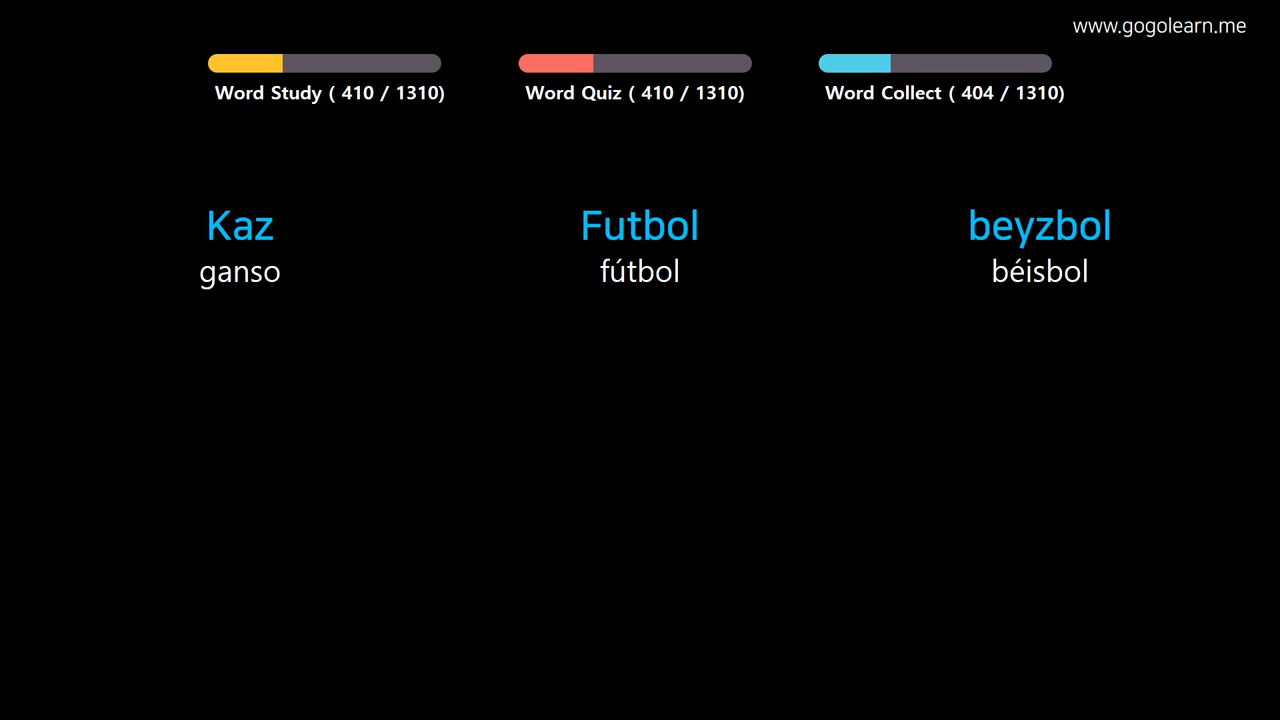 www.gogolearn.me
Word Study ( 410 / 1310)
Word Quiz ( 410 / 1310)
Word Collect ( 404 / 1310)
Kaz
ganso
Futbol
fútbol
beyzbol
béisbol